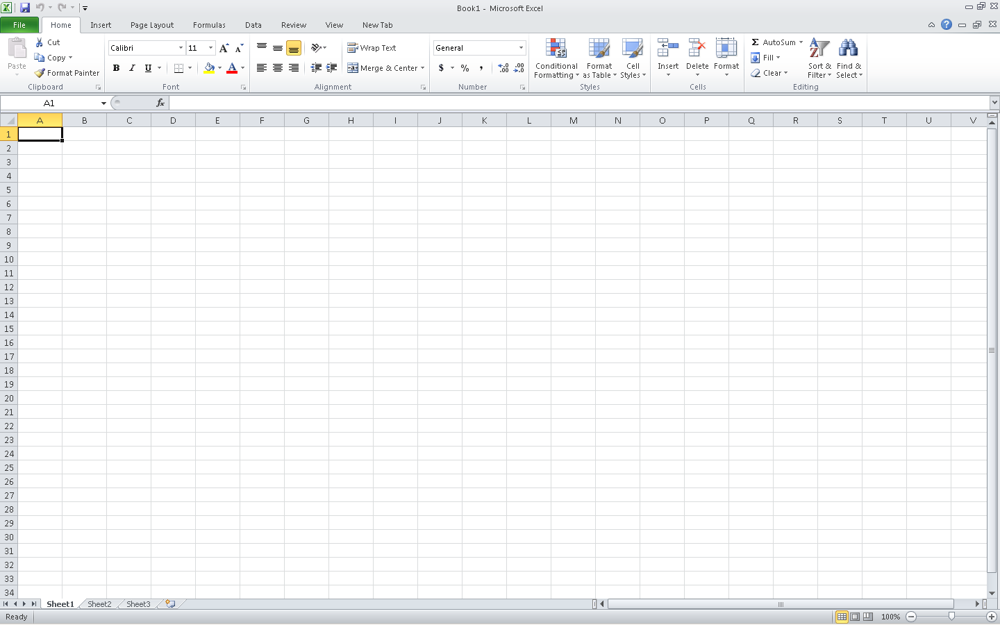 Book1 - Microsoft Excel
File Home Insert Page Layout Formulas Data Review View New Tab
Paste
Cut
Copy
Format Painter
Clipboard
Calibri 11
B I U
Font
Wrap Text
Merge & Center
Alignment
General
$ % ,
Number
Conditional Formatting
Format as Table
Cell Styles
Styles
Insert
Delete
Format
Cells
AutoSum
Fill
Clear
Sort & Filter
Find & Select
Editing
A1 fx
A B C D E F G H I J K L M N O P Q R S T U V
1
2
3
4
5
6
7
8
9
10
11
12
13
14
15
16
17
18
19
20
21
22
23
24
25
26
27
28
29
30
31
32
33
34
Sheet1 Sheet2 Sheet3
Ready 100%